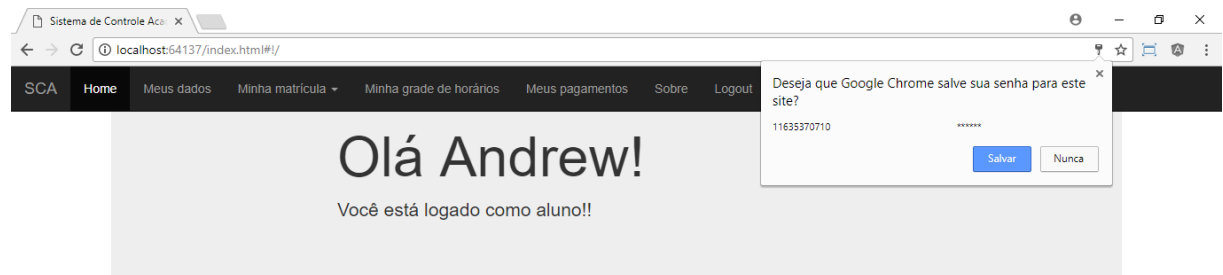 Sistema de Controle Aca
localhost:64137/index.html#!/
SCA Home Meus dados Minha matrícula Minha grade de horários Meus pagamentos Sobre Logout
Deseja que Google Chrome salve sua senha para este
site?
11635370710 ******
Salvar Nunca
Olá Andrew!
Você está logado como aluno!!